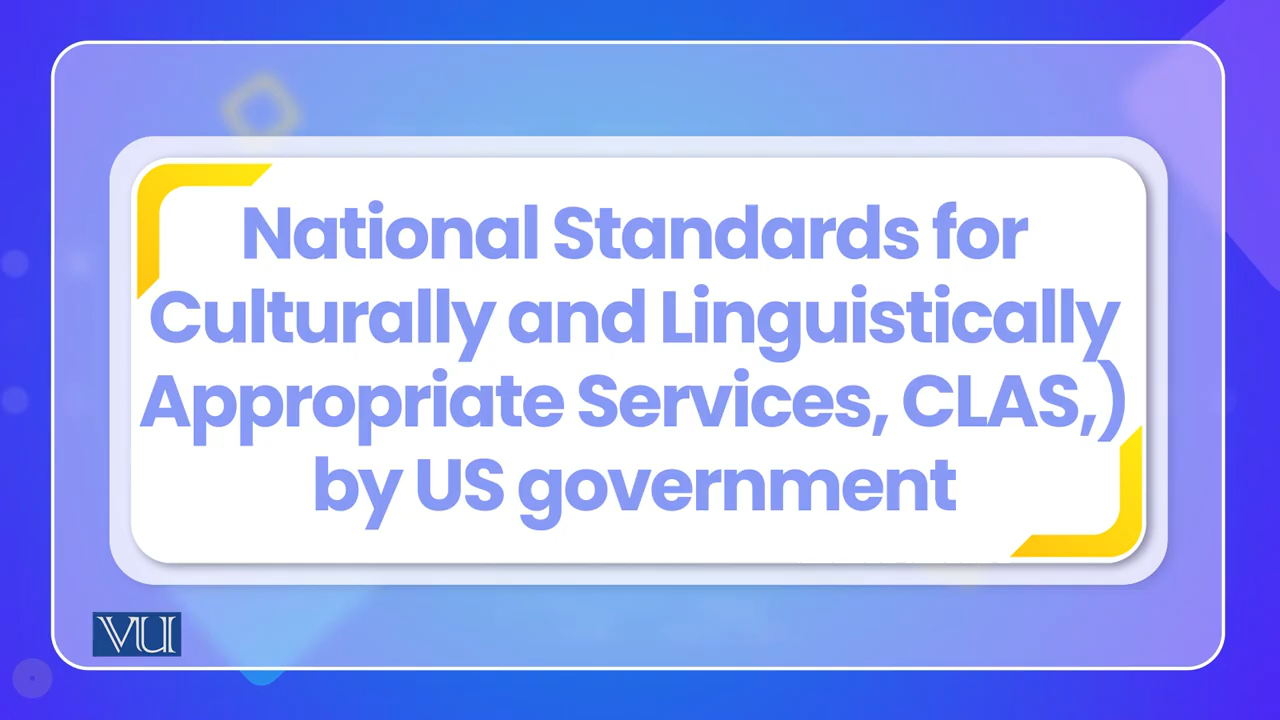 National Standards for
Culturally and Linguistically
Appropriate Services, CLAS,)
by US government
VU